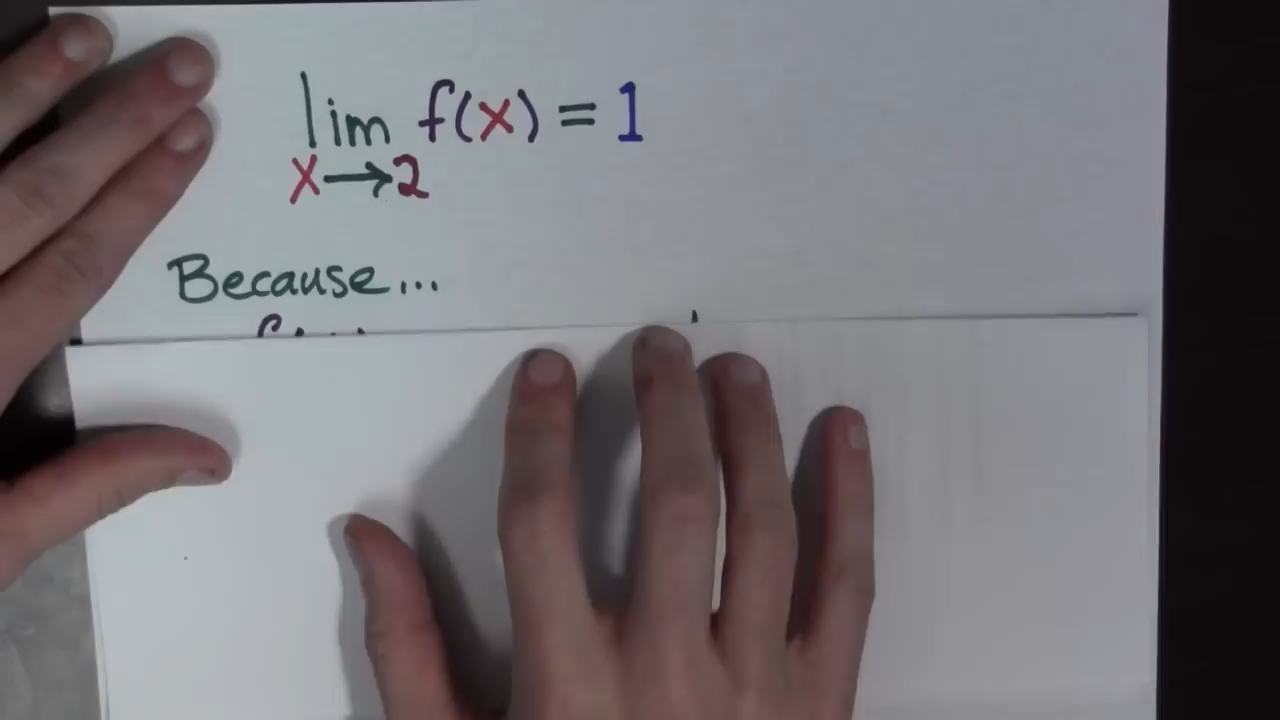 lim f(x) = 1
x→2
Because...